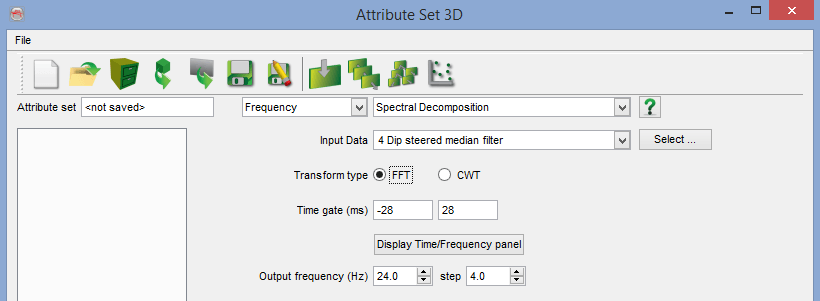 Attribute Set 3D
File
Attribute set <not saved> Frequency Spectral Decomposition ?
Input Data 4 Dip steered median filter Select ...
Transform type FFT CWT
Time gate (ms) -28 28
Display Time/Frequency panel
Output frequency (Hz) 24.0 step 4.0